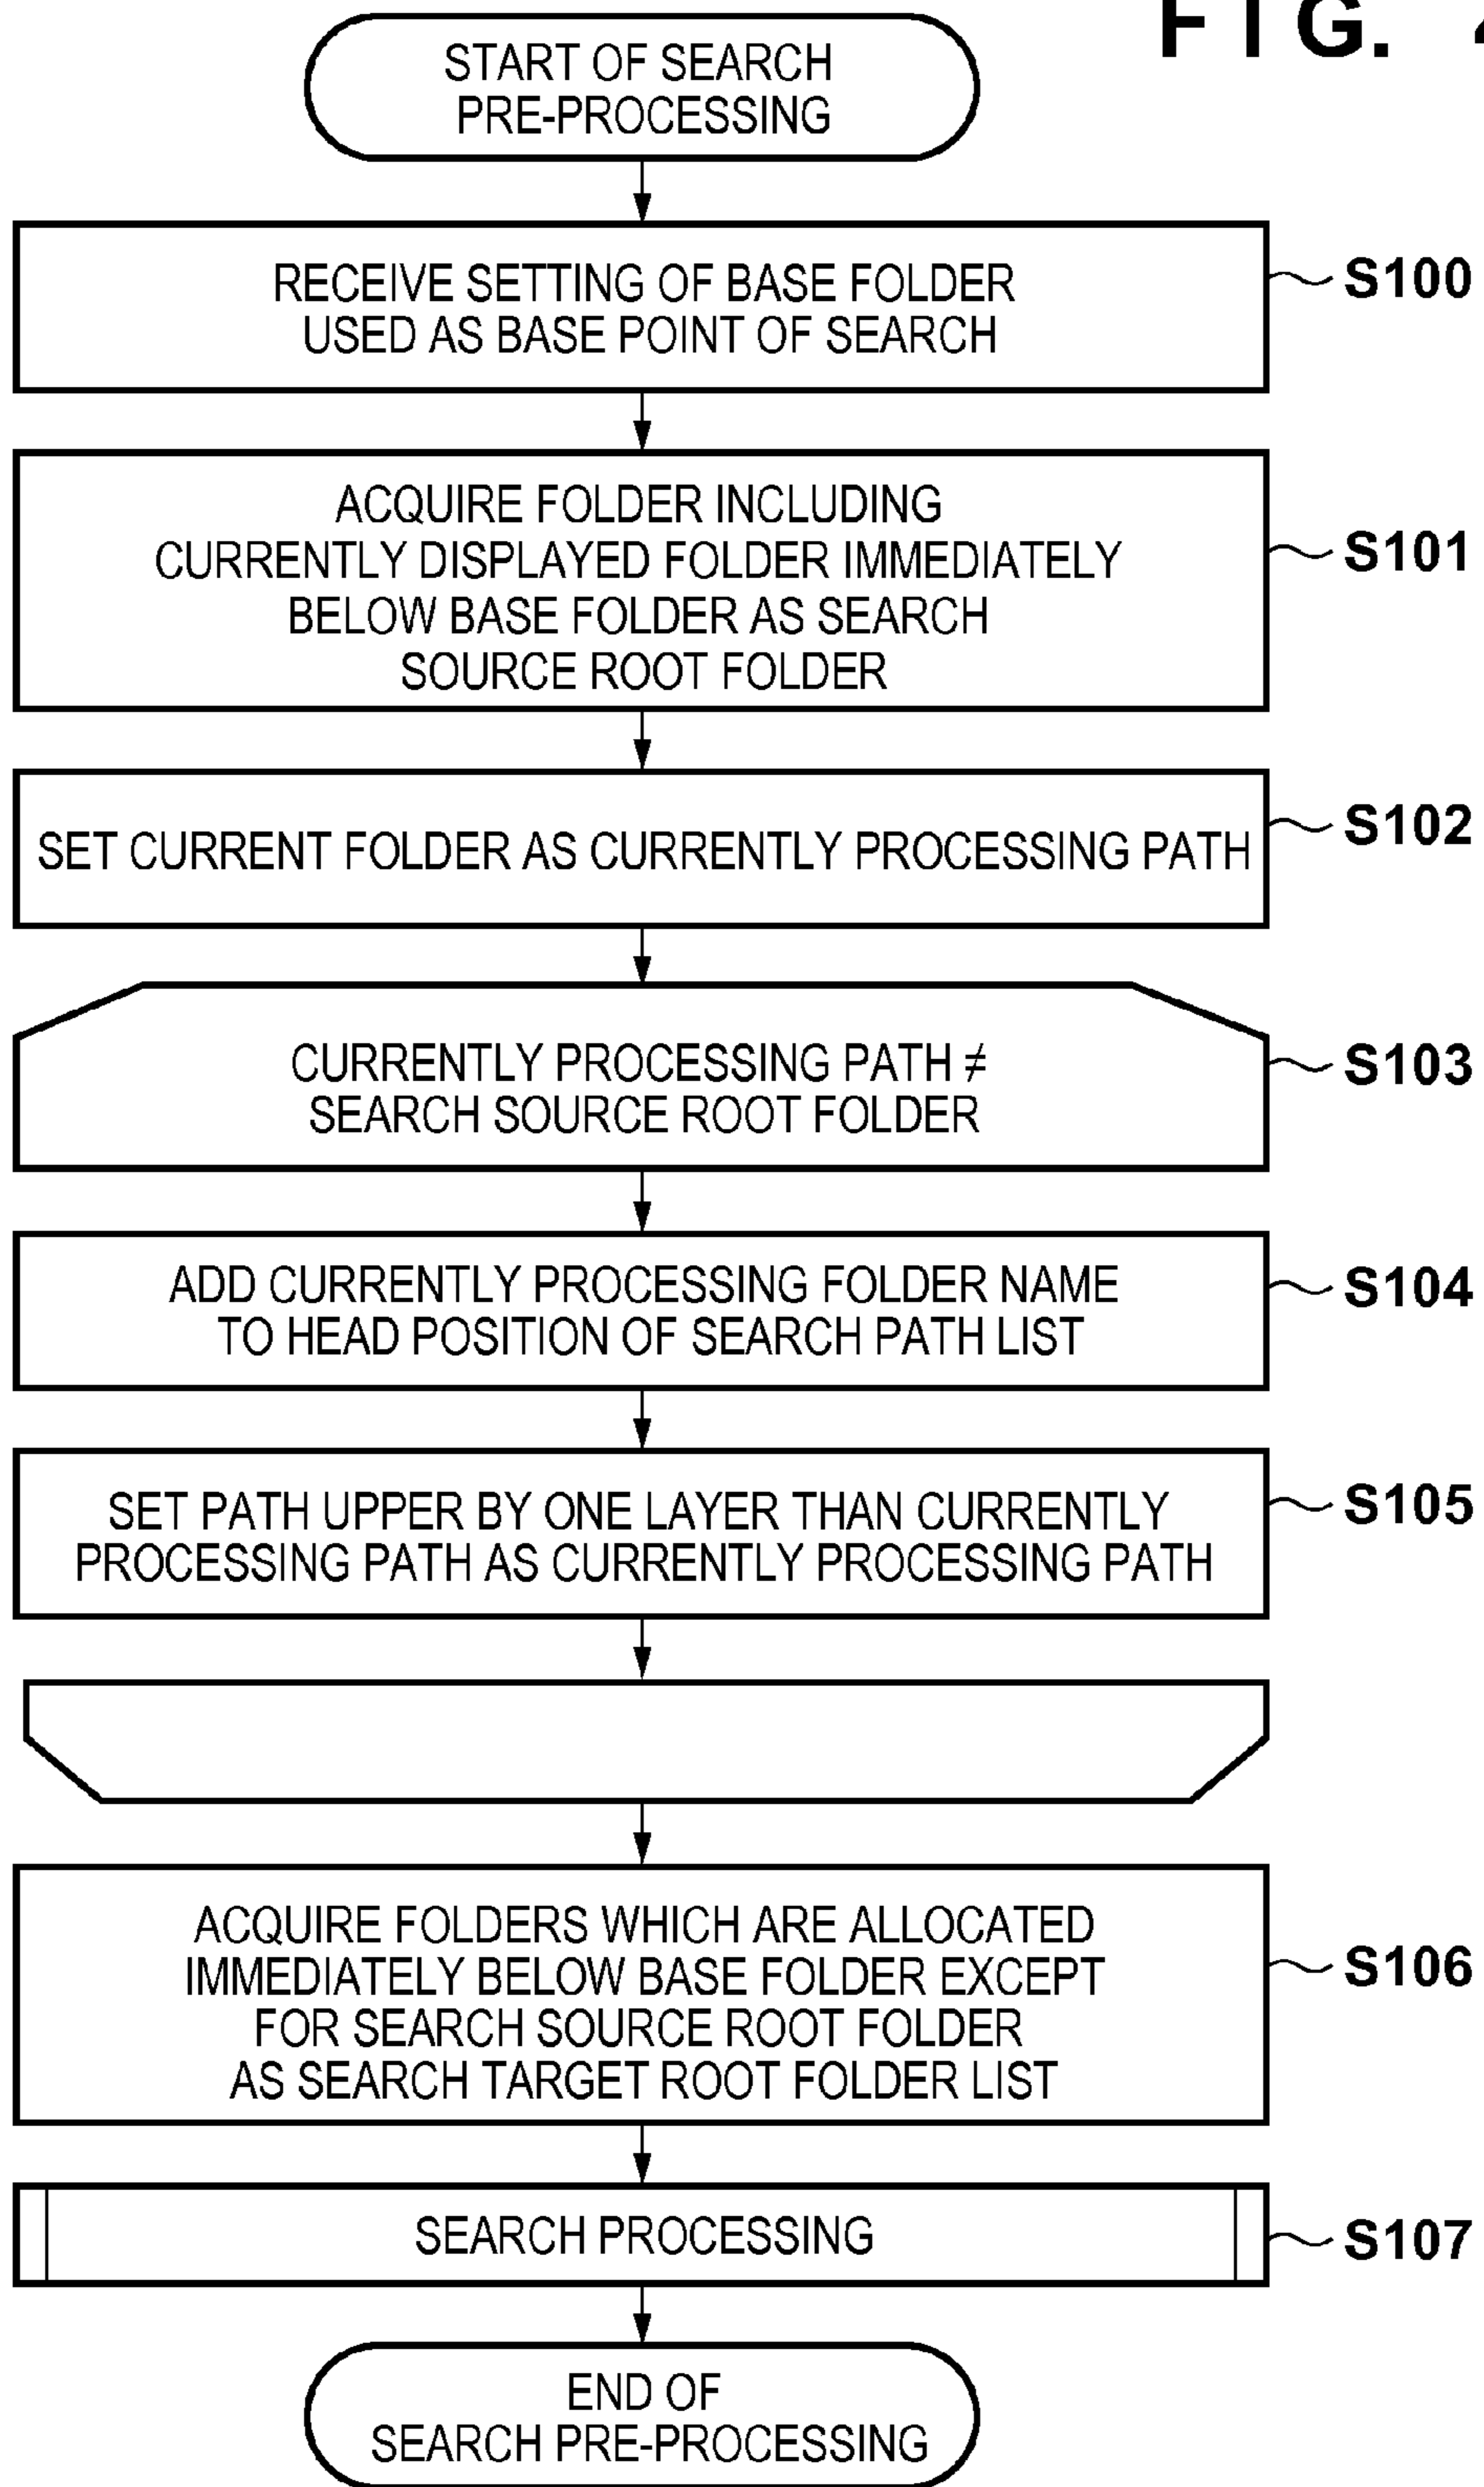 FIG. 4
START OF SEARCH
PRE-PROCESSING
RECEIVE SETTING OF BASE FOLDER
USED AS BASE POINT OF SEARCH
S100
ACQUIRE FOLDER INCLUDING
CURRENTLY DISPLAYED FOLDER IMMEDIATELY
BELOW BASE FOLDER AS SEARCH
SOURCE ROOT FOLDER
S101
SET CURRENT FOLDER AS CURRENTLY PROCESSING PATH
S102
CURRENTLY PROCESSING PATH ≠
SEARCH SOURCE ROOT FOLDER
S103
ADD CURRENTLY PROCESSING FOLDER NAME
TO HEAD POSITION OF SEARCH PATH LIST
S104
SET PATH UPPER BY ONE LAYER THAN CURRENTLY
PROCESSING PATH AS CURRENTLY PROCESSING PATH
S105
ACQUIRE FOLDERS WHICH ARE ALLOCATED
IMMEDIATELY BELOW BASE FOLDER EXCEPT
FOR SEARCH SOURCE ROOT FOLDER
AS SEARCH TARGET ROOT FOLDER LIST
S106
SEARCH PROCESSING
S107
END OF
SEARCH PRE-PROCESSING